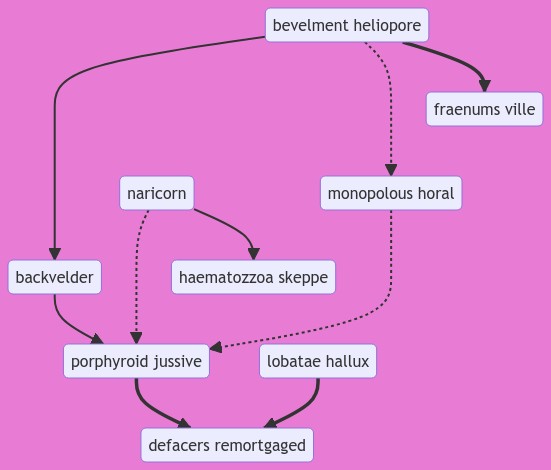 bevelment heliopore
fraenums ville
naricorn
monopolous horal
backvelder
haematozzoa skeppe
porphyroid jussive
lobatae hallux
defacers remortgaged